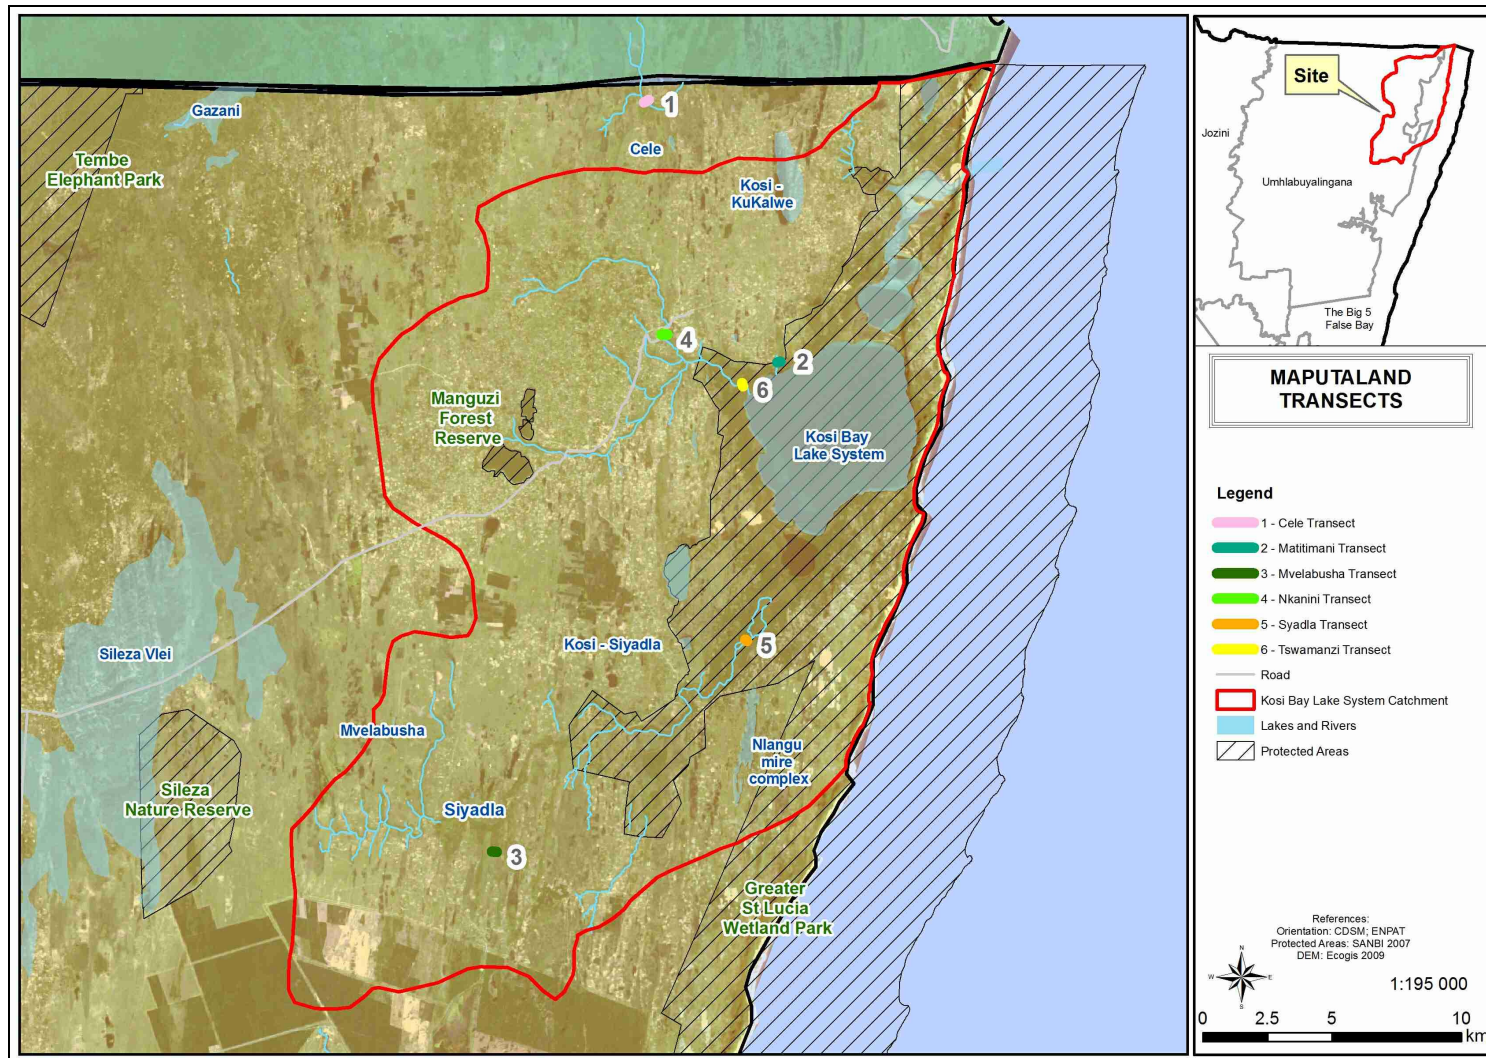 Gazani
1
Cele
Tembe
Elephant Park
Kosi -
KuKalwe
4
2
6
Manguzi
Forest
Reserve
Kosi Bay
Lake System
Sileza Vlei
Kosi - Siyadla
5
Mvelabusha
Nlangu
mire
complex
Sileza
Nature Reserve
Siyadla
3
Greater
St Lucia
Wetland Park
Site
Jozini
Umhlabuyalingana
The Big 5
False Bay
MAPUTALAND
TRANSECTS
Legend
1 - Cele Transect
2 - Matitimani Transect
3 - Mvelabusha Transect
4 - Nkanini Transect
5 - Syadla Transect
6 - Tswamanzi Transect
Road
Kosi Bay Lake System Catchment
Lakes and Rivers
Protected Areas
References:
Orientation: CDSM; ENPAT
Protected Areas: SANBI 2007
DEM: Ecogis 2009
N
W E
S
1:195 000
0 2.5 5 10
km